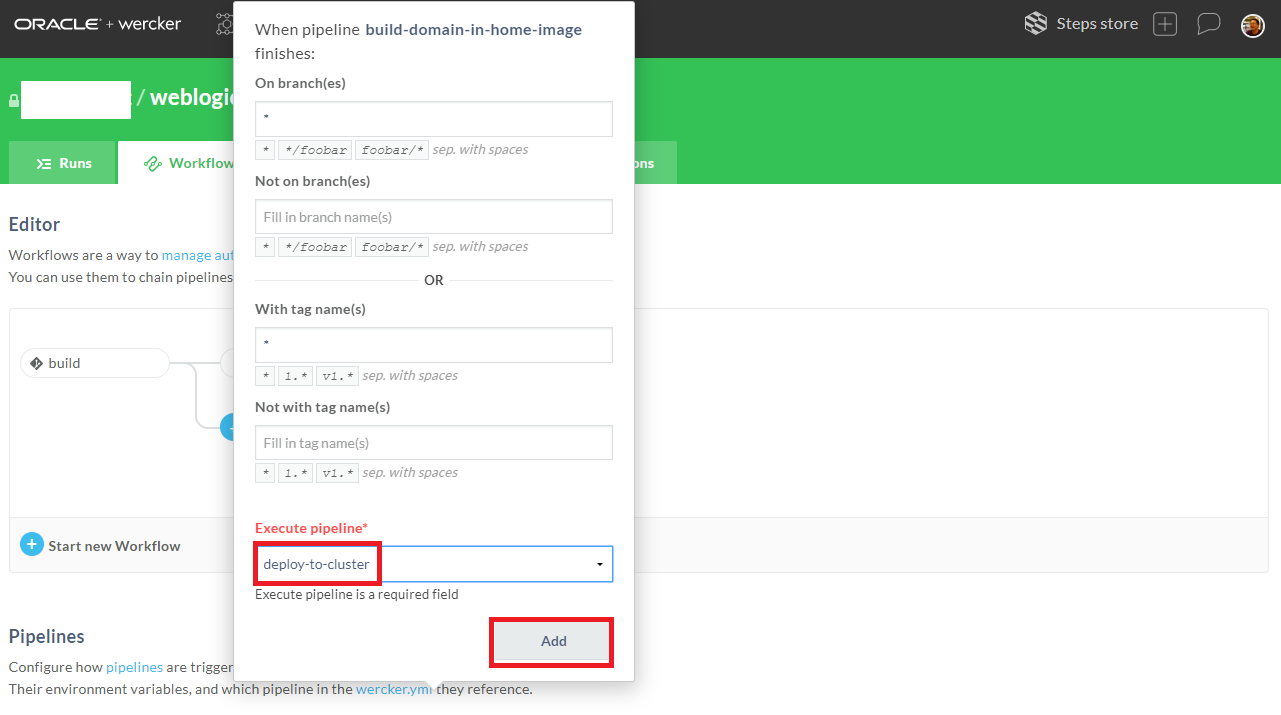 ORACLE + wercker
Steps store
/ weblogic
Runs
Workflow
ons
When pipeline build-domain-in-home-image
finishes:
On branch(es)
*
* */foobar foobar/* sep. with spaces
Not on branch(es)
Fill in branch name(s)
* */foobar foobar/* sep. with spaces
OR
With tag name(s)
*
* 1.* v1.* sep. with spaces
Not with tag name(s)
Fill in tag name(s)
* 1.* v1.* sep. with spaces
Execute pipeline*
deploy-to-cluster
Execute pipeline is a required field
Add
Editor
Workflows are a way to manage aut
You can use them to chain pipelines
build
+ Start new Workflow
Pipelines
Configure how pipelines are trigger
Their environment variables, and which pipeline in the wercker.yml they reference.